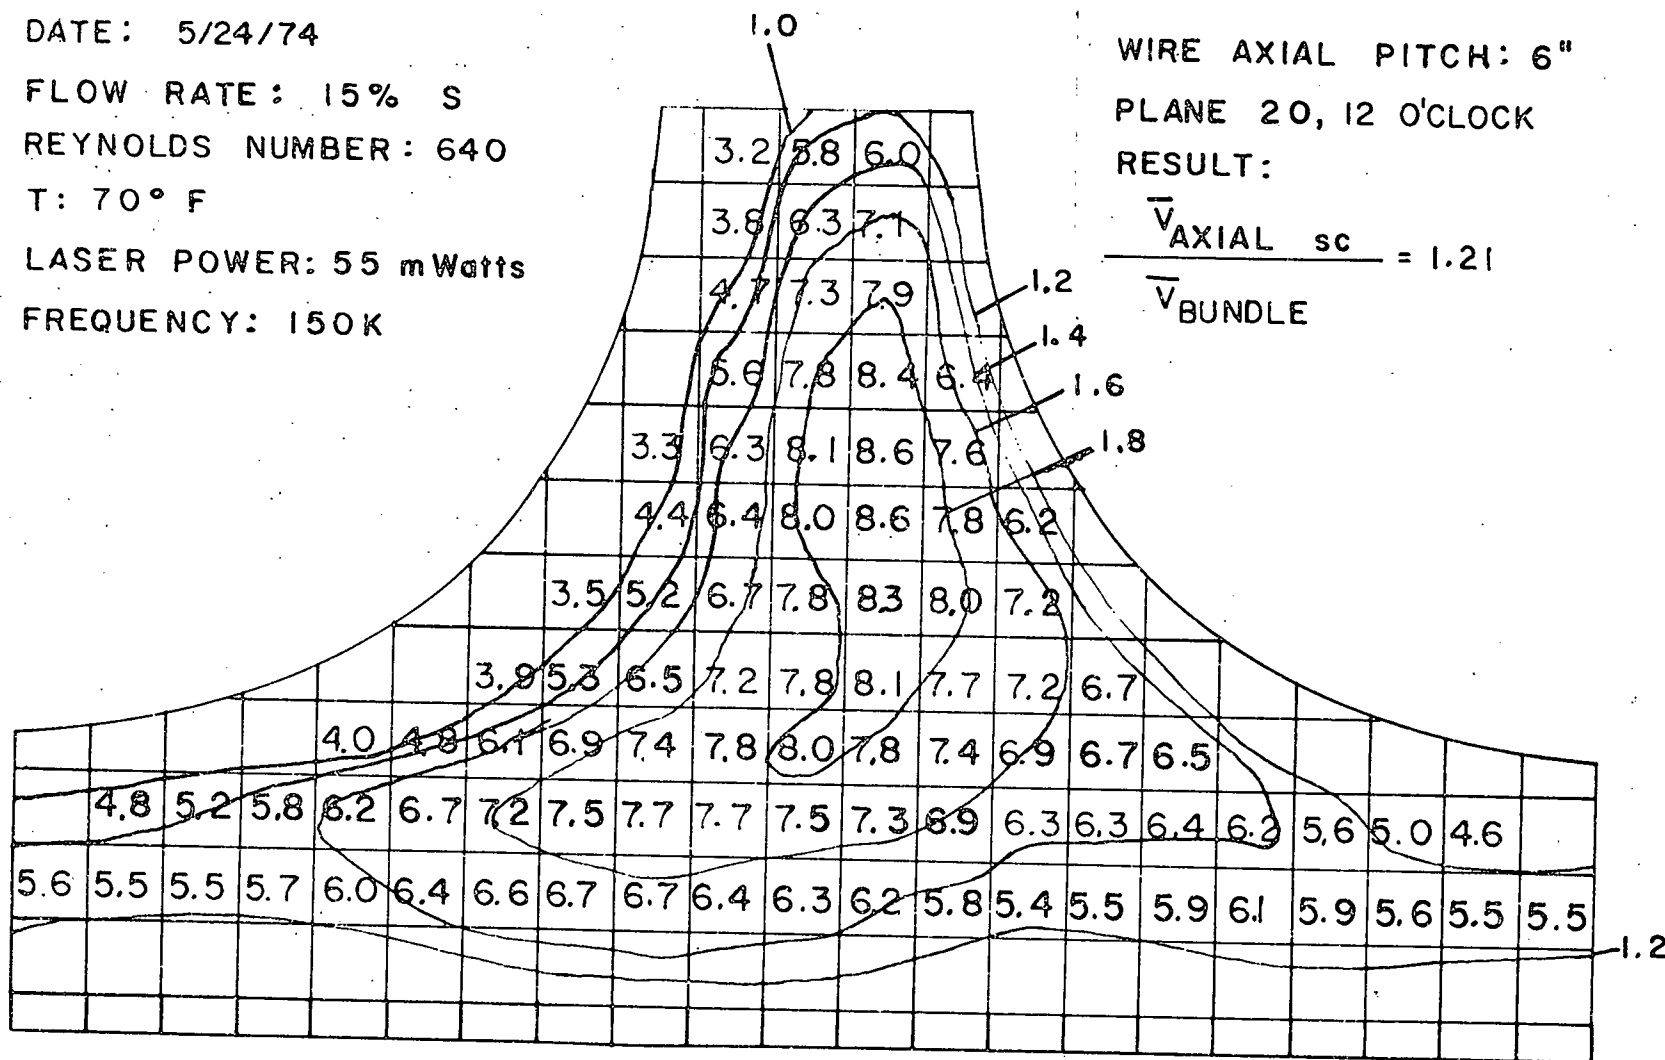 DATE: 5/24/74
FLOW RATE: 15% S
REYNOLDS NUMBER: 640
T: 70° F
LASER POWER: 55 mWatts
FREQUENCY: 150K
1.0
WIRE AXIAL PITCH: 6"
PLANE 20, 12 O'CLOCK
RESULT:
V̅AXIAL SC
= 1.21
V̅BUNDLE
3.2 5.8 6.0
3.8 6.3 7.1
4.7 7.3 7.9
1.2
1.4
5.6 7.8 8.4 6.4
1.6
3.3 6.3 8.1 8.6 7.6
1.8
4.4 6.4 8.0 8.6 7.8 6.2
3.5 5.2 6.7 7.8 8.3 8.0 7.2
3.9 5.3 6.5 7.2 7.8 8.1 7.7 7.2 6.7
4.0 4.8 6.1 6.9 7.4 7.8 8.0 7.8 7.4 6.9 6.7 6.5
4.8 5.2 5.8 6.2 6.7 7.2 7.5 7.7 7.7 7.5 7.3 6.9 6.3 6.3 6.4 6.2 5.6 5.0 4.6
5.6 5.5 5.5 5.7 6.0 6.4 6.6 6.7 6.7 6.4 6.3 6.2 5.8 5.4 5.5 5.9 6.1 5.9 5.6 5.5 5.5
1.2